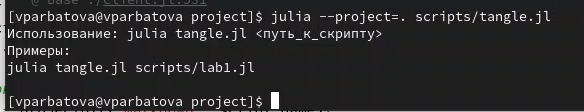 @ Base ./client.jl:551
[vparbatova@vparbatova project]$ julia --project=. scripts/tangle.jl
Использование: julia tangle.jl <путь_к_скрипту>
Примеры:
julia tangle.jl scripts/lab1.jl
[vparbatova@vparbatova project]$